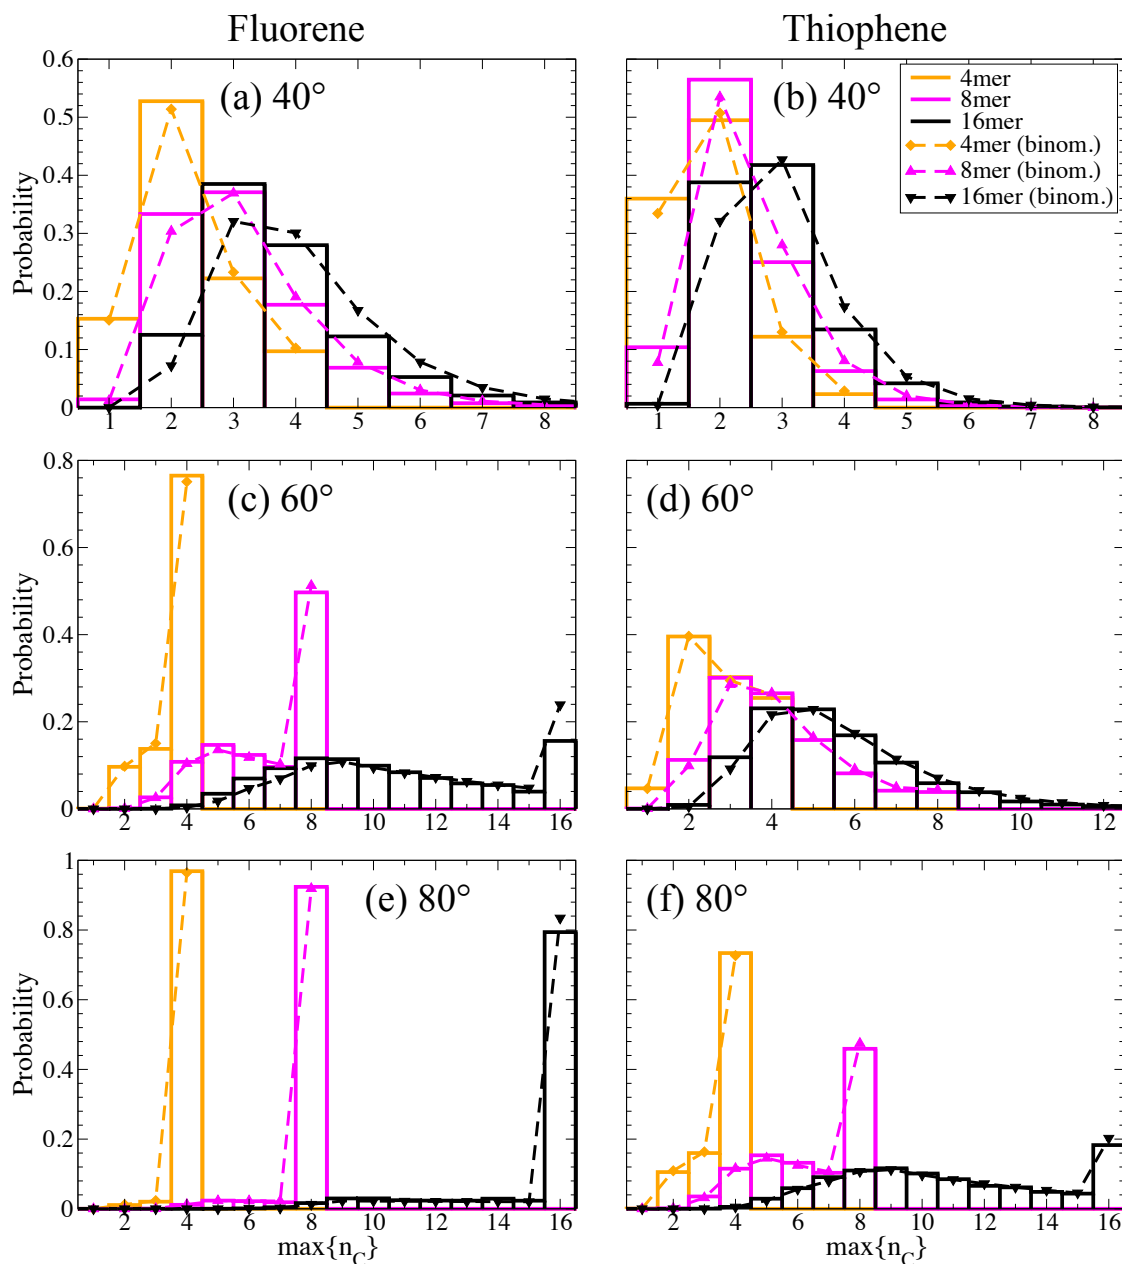 Fluorene
Thiophene
(a) 40°
(b) 40°
4mer
8mer
16mer
4mer (binom.)
8mer (binom.)
16mer (binom.)
Probability
0.6
0.5
0.4
0.3
0.2
0.1
0
1 2 3 4 5 6 7 8
1 2 3 4 5 6 7 8
(c) 60°
(d) 60°
Probability
0.8
0.6
0.4
0.2
0
2 4 6 8 10 12 14 16
2 4 6 8 10 12
(e) 80°
(f) 80°
Probability
1
0.8
0.6
0.4
0.2
0
2 4 6 8 10 12 14 16
2 4 6 8 10 12 14 16
max{n_C}
max{n_C}